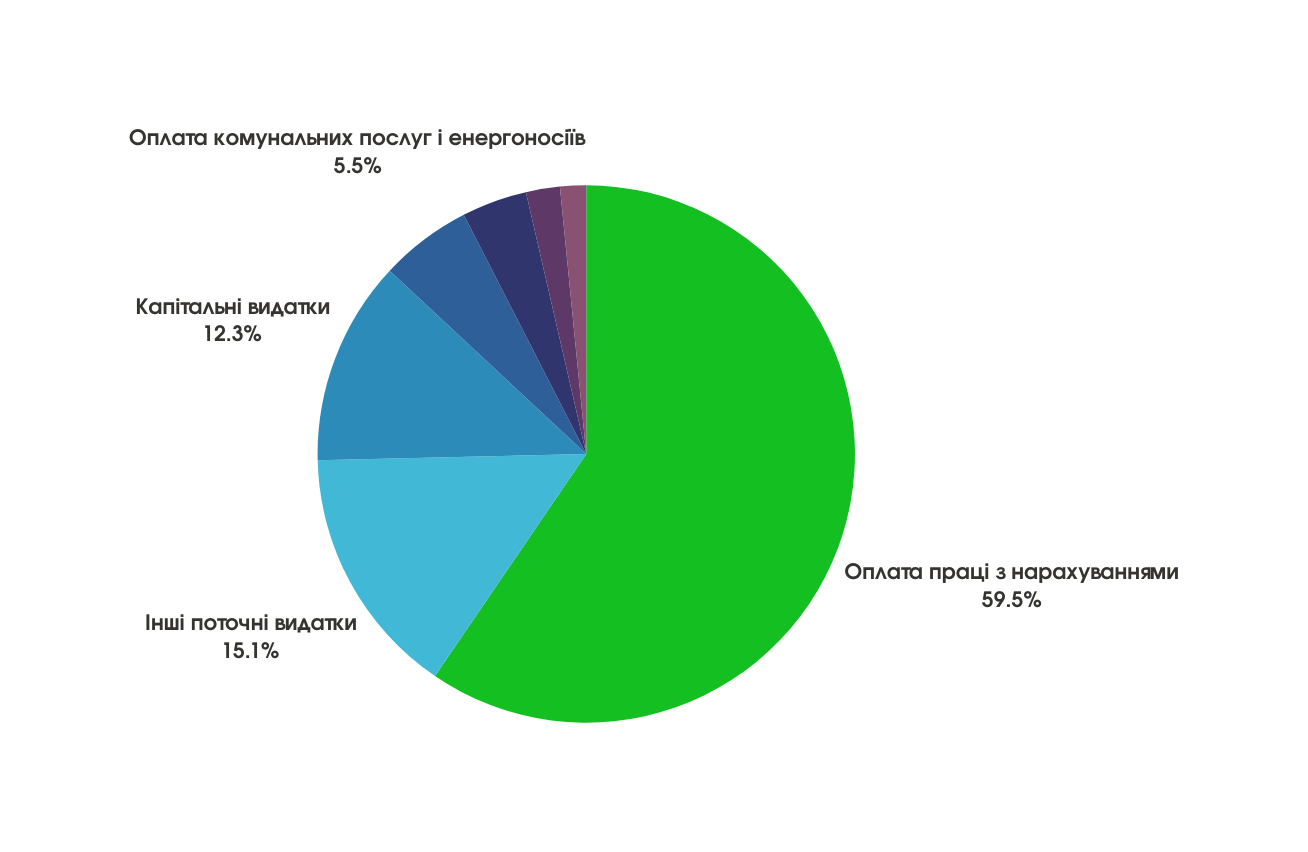 Оплата комунальних послуг і енергоносіїв
5.5%
Капітальні видатки
12.3%
Оплата праці з нарахуваннями
59.5%
Інші поточні видатки
15.1%